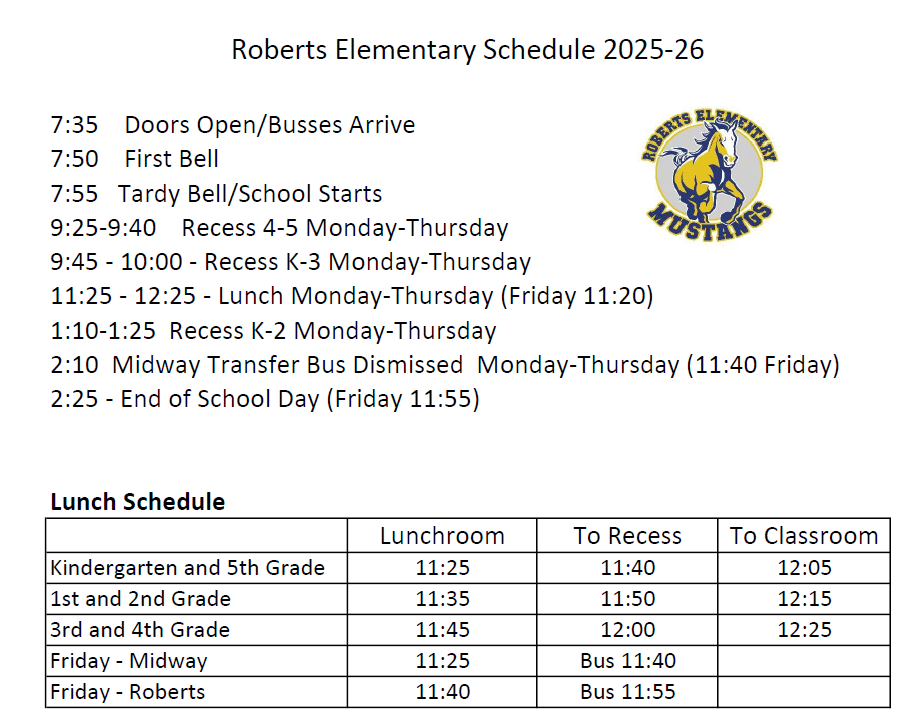 Roberts Elementary Schedule 2025-26
ROBERTS ELEMENTARY
MUSTANGS
7:35 Doors Open/Busses Arrive
7:50 First Bell
7:55 Tardy Bell/School Starts
9:25-9:40 Recess 4-5 Monday-Thursday
9:45 - 10:00 - Recess K-3 Monday-Thursday
11:25 - 12:25 - Lunch Monday-Thursday (Friday 11:20)
1:10-1:25 Recess K-2 Monday-Thursday
2:10 Midway Transfer Bus Dismissed Monday-Thursday (11:40 Friday)
2:25 - End of School Day (Friday 11:55)
Lunch Schedule
Lunchroom To Recess To Classroom
Kindergarten and 5th Grade 11:25 11:40 12:05
1st and 2nd Grade 11:35 11:50 12:15
3rd and 4th Grade 11:45 12:00 12:25
Friday - Midway 11:25 Bus 11:40
Friday - Roberts 11:40 Bus 11:55